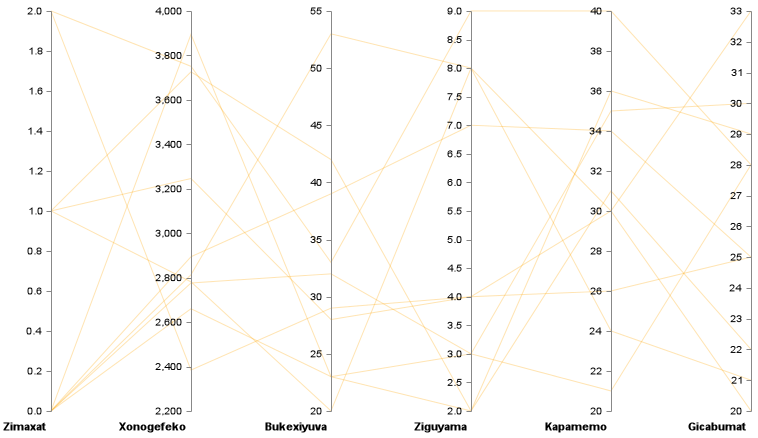 2.0 4,000 55 9.0 40 33
1.8 3,800 50 8.5 38 32
1.6 3,600 45 8.0 36 31
1.4 3,400 40 7.5 34 30
1.2 3,200 35 7.0 32 29
1.0 3,000 30 6.5 30 28
0.8 2,800 25 6.0 28 27
0.6 2,600 20 5.5 26 26
0.4 2,400 5.0 24 25
0.2 2,200 4.5 22 24
0.0 4.0 20 23
3.5 22
3.0 21
2.5 20
2.0
Zimaxat Xonogefeko Bukexiyuva Ziguyama Kapamemo Gicabumat